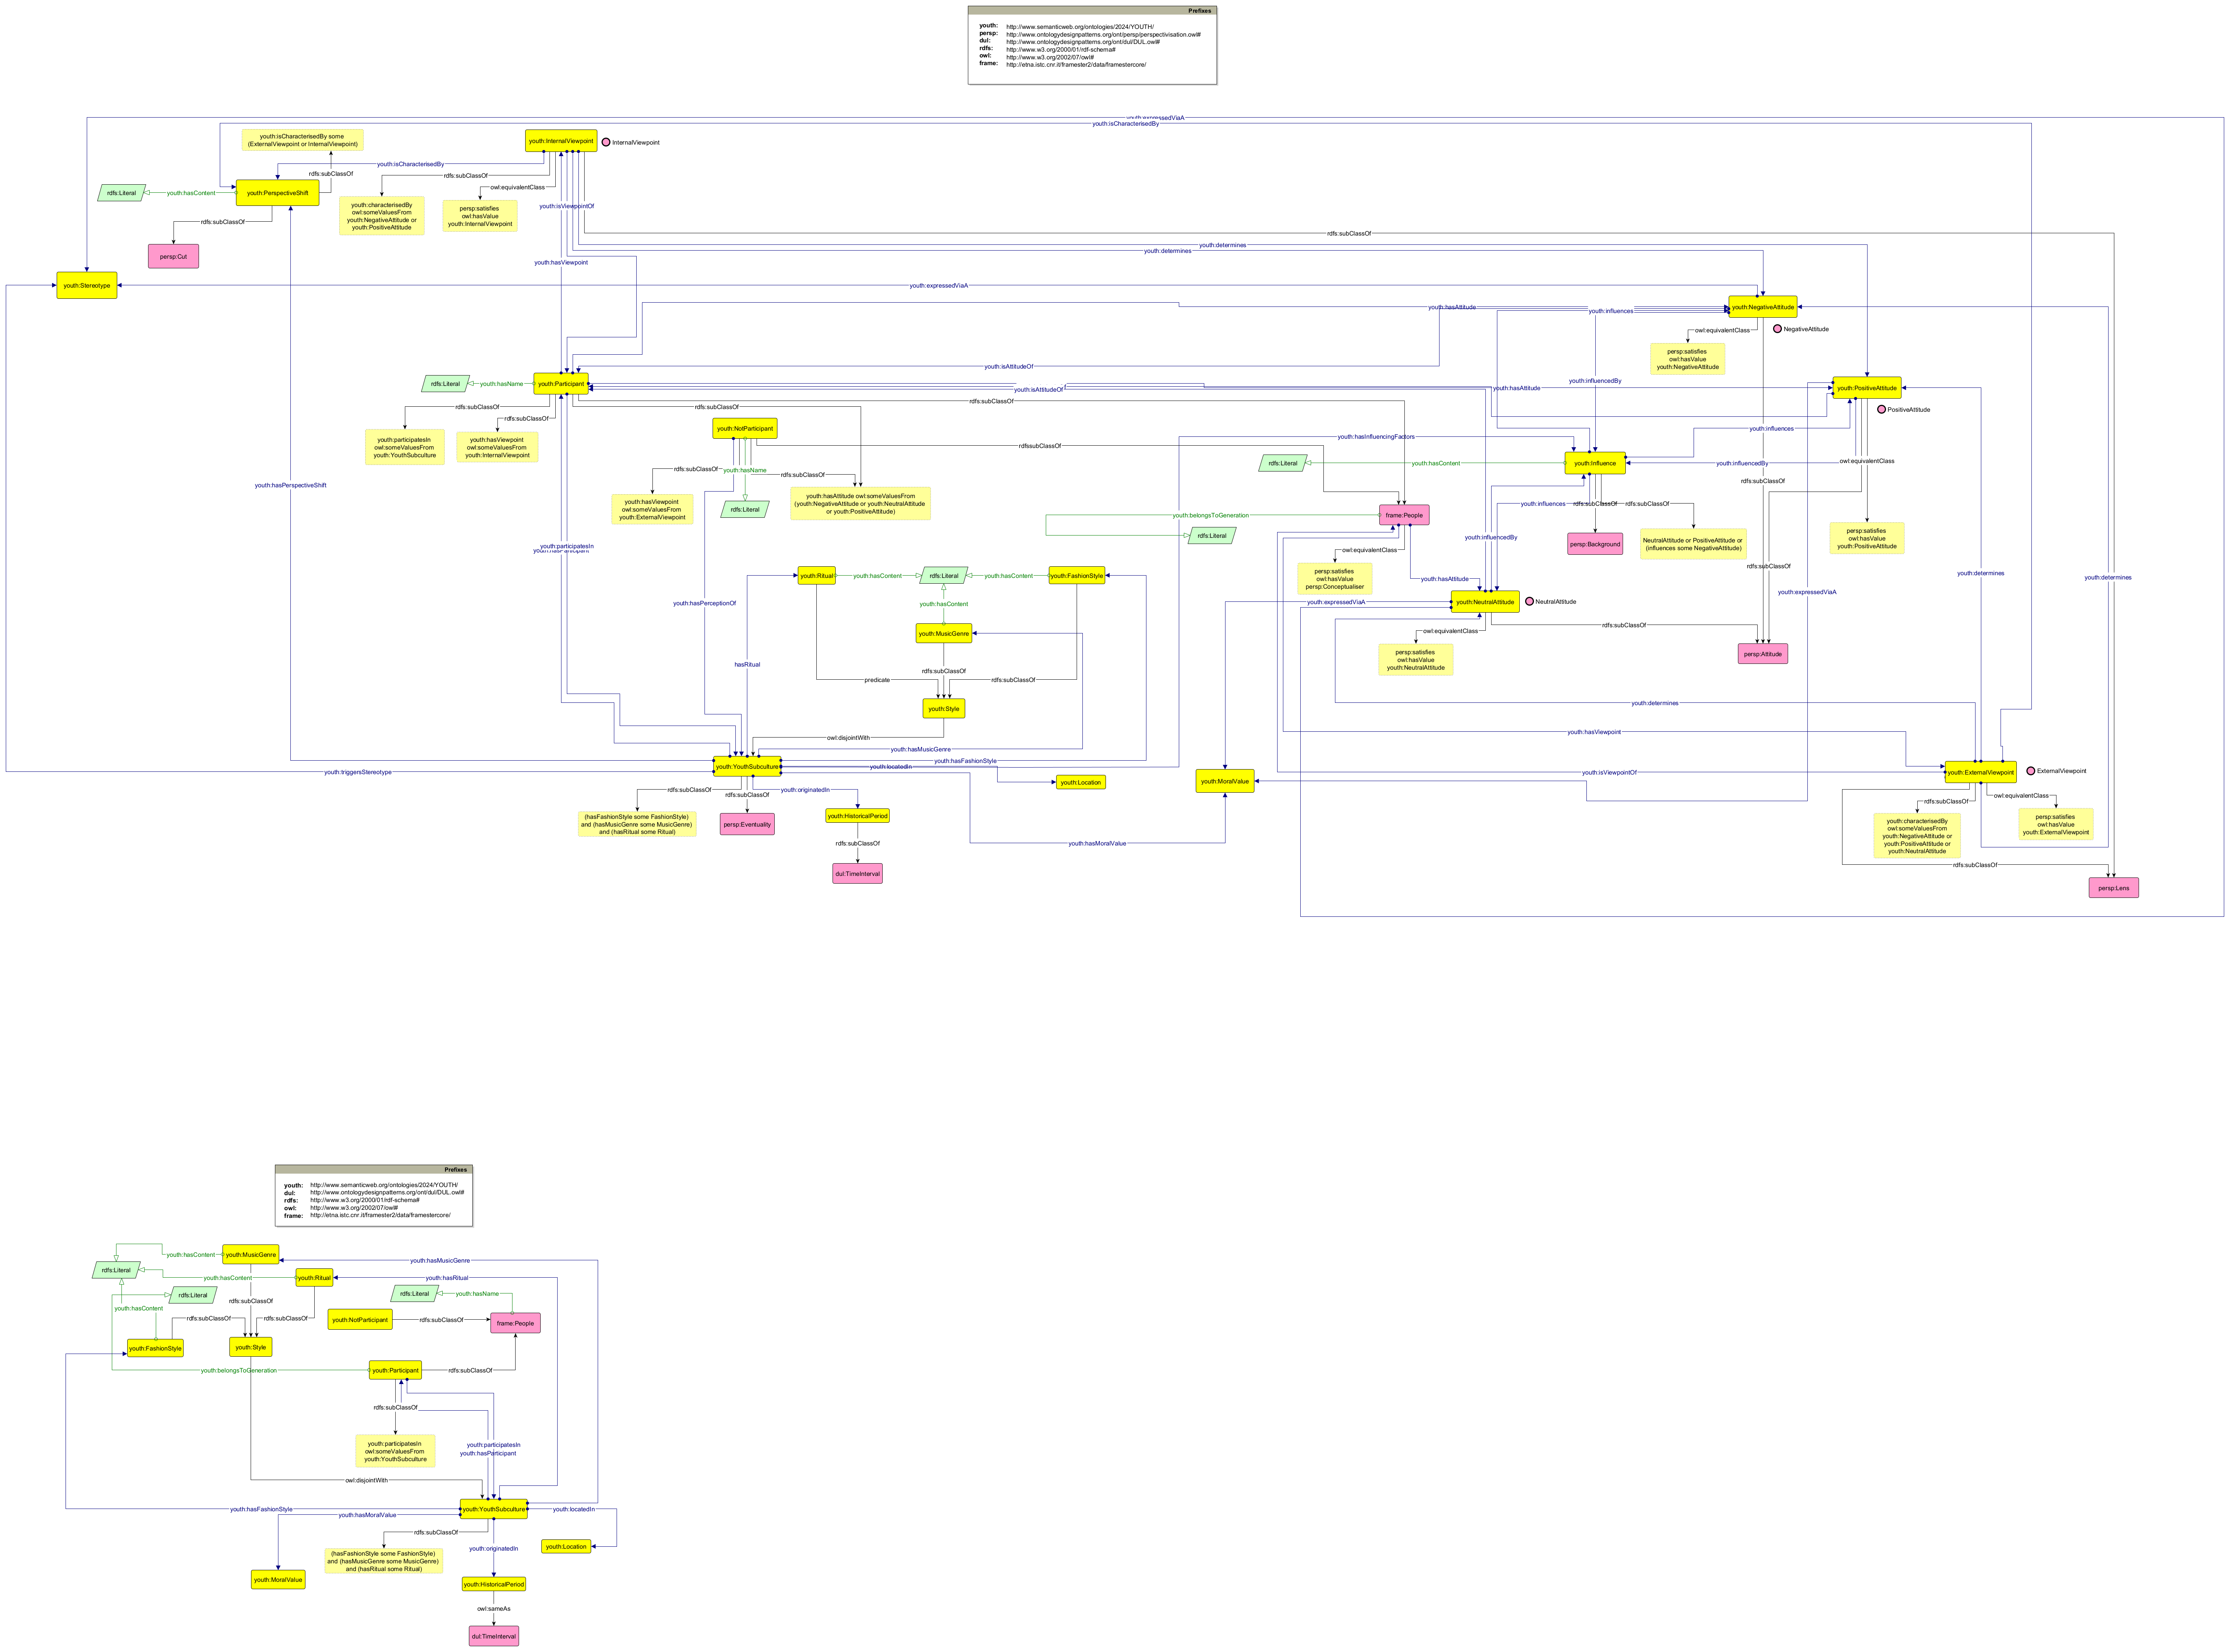 Prefixes
youth: http://www.semanticweb.org/ontologies/2024/YOUTH/
persp: http://www.ontologydesignpatterns.org/ont/persp/perspectivisation.owl#
dul: http://www.ontologydesignpatterns.org/ont/dul/DUL.owl#
rdfs: http://www.w3.org/2000/01/rdf-schema#
owl: http://www.w3.org/2002/07/owl#
frame: http://etna.istc.cnr.it/framester2/data/framestercore/
youth:isCharacterisedBy
youth:isCharacterisedBy some
(ExternalViewpoint or InternalViewpoint)
youth:InternalViewpoint
InternalViewpoint
youth:isCharacterisedBy
rdfs:subClassOf
rdfs:subClassOf
owl:equivalentClass
rdfs:Literal
youth:hasContent
youth:PerspectiveShift
youth:characterisedBy
owl:someValuesFrom
youth:NegativeAttitude or
youth:PositiveAttitude
persp:satisfies
owl:hasValue
youth:InternalViewpoint
youth:isViewpointOf
rdfs:subClassOf
rdfs:subClassOf
youth:determines
youth:determines
persp:Cut
youth:hasViewpoint
youth:Stereotype
youth:expressedViaA
youth:hasAttitude
youth:influences
youth:NegativeAttitude
NegativeAttitude
owl:equivalentClass
persp:satisfies
owl:hasValue
youth:NegativeAttitude
youth:isAttitudeOf
youth:influencedBy
rdfs:Literal
youth:hasName
youth:Participant
youth:isAttitudeOf
youth:hasAttitude
youth:PositiveAttitude
PositiveAttitude
rdfs:subClassOf
rdfs:subClassOf
rdfs:subClassOf
rdfs:subClassOf
youth:participatesIn
owl:someValuesFrom
youth:YouthSubculture
youth:hasViewpoint
owl:someValuesFrom
youth:InternalViewpoint
youth:NotParticipant
rdfssubClassOf
youth:hasInfluencingFactors
youth:influences
rdfs:subClassOf
youth:hasName
rdfs:subClassOf
rdfs:Literal
youth:hasContent
youth:Influence
youth:influencedBy
owl:equivalentClass
rdfs:subClassOf
youth:hasPerspectiveShift
youth:hasViewpoint
owl:someValuesFrom
youth:ExternalViewpoint
rdfs:Literal
youth:hasAttitude owl:someValuesFrom
(youth:NegativeAttitude or youth:NeutralAttitude
or youth:PositiveAttitude)
youth:belongsToGeneration
frame:People
rdfs:Literal
youth:influences
rdfs:subClassOf
rdfs:subClassOf
youth:influencedBy
persp:Background
NeutralAttitude or PositiveAttitude or
(influences some NegativeAttitude)
persp:satisfies
owl:hasValue
youth:PositiveAttitude
youth:participatesIn
owl:equivalentClass
persp:satisfies
owl:hasValue
persp:Conceptualiser
youth:hasAttitude
rdfs:subClassOf
youth:determines
youth:determines
youth:Ritual
youth:hasContent
rdfs:Literal
youth:hasContent
youth:FashionStyle
youth:expressedViaA
youth:hasPerceptionOf
youth:hasContent
youth:expressedViaA
youth:NeutralAttitude
NeutralAttitude
youth:MusicGenre
owl:equivalentClass
rdfs:subClassOf
persp:satisfies
owl:hasValue
youth:NeutralAttitude
persp:Attitude
hasRitual
rdfs:subClassOf
predicate
rdfs:subClassOf
youth:Style
youth:determines
owl:disjointWith
youth:hasMusicGenre
youth:hasViewpoint
youth:hasFashionStyle
youth:YouthSubculture
youth:locatedIn
youth:triggersStereotype
youth:isViewpointOf
youth:ExternalViewpoint
ExternalViewpoint
youth:Location
youth:MoralValue
rdfs:subClassOf
rdfs:subClassOf
youth:originatedIn
owl:equivalentClass
rdfs:subClassOf
(hasFashionStyle some FashionStyle)
and (hasMusicGenre some MusicGenre)
and (hasRitual some Ritual)
persp:Eventuality
youth:HistoricalPeriod
youth:characterisedBy
owl:someValuesFrom
youth:NegativeAttitude or
youth:PositiveAttitude or
youth:NeutralAttitude
persp:satisfies
owl:hasValue
youth:ExternalViewpoint
rdfs:subClassOf
youth:hasMoralValue
rdfs:subClassOf
dul:TimeInterval
persp:Lens
Prefixes
youth: http://www.semanticweb.org/ontologies/2024/YOUTH/
dul: http://www.ontologydesignpatterns.org/ont/dul/DUL.owl#
rdfs: http://www.w3.org/2000/01/rdf-schema#
owl: http://www.w3.org/2002/07/owl#
frame: http://etna.istc.cnr.it/framester2/data/framestercore/
youth:hasContent
youth:MusicGenre
youth:hasMusicGenre
rdfs:Literal
youth:hasContent
youth:Ritual
youth:hasRitual
rdfs:Literal
rdfs:Literal
youth:hasName
youth:hasContent
rdfs:subClassOf
rdfs:subClassOf
rdfs:subClassOf
youth:NotParticipant
rdfs:subClassOf
frame:People
youth:FashionStyle
youth:Style
youth:belongsToGeneration
youth:Participant
rdfs:subClassOf
rdfs:subClassOf
youth:participatesIn
owl:someValuesFrom
youth:YouthSubculture
youth:participatesIn
youth:hasParticipant
owl:disjointWith
youth:hasFashionStyle
youth:YouthSubculture
youth:locatedIn
youth:hasMoralValue
rdfs:subClassOf
youth:originatedIn
youth:Location
(hasFashionStyle some FashionStyle)
and (hasMusicGenre some MusicGenre)
and (hasRitual some Ritual)
youth:MoralValue
youth:HistoricalPeriod
owl:sameAs
dul:TimeInterval